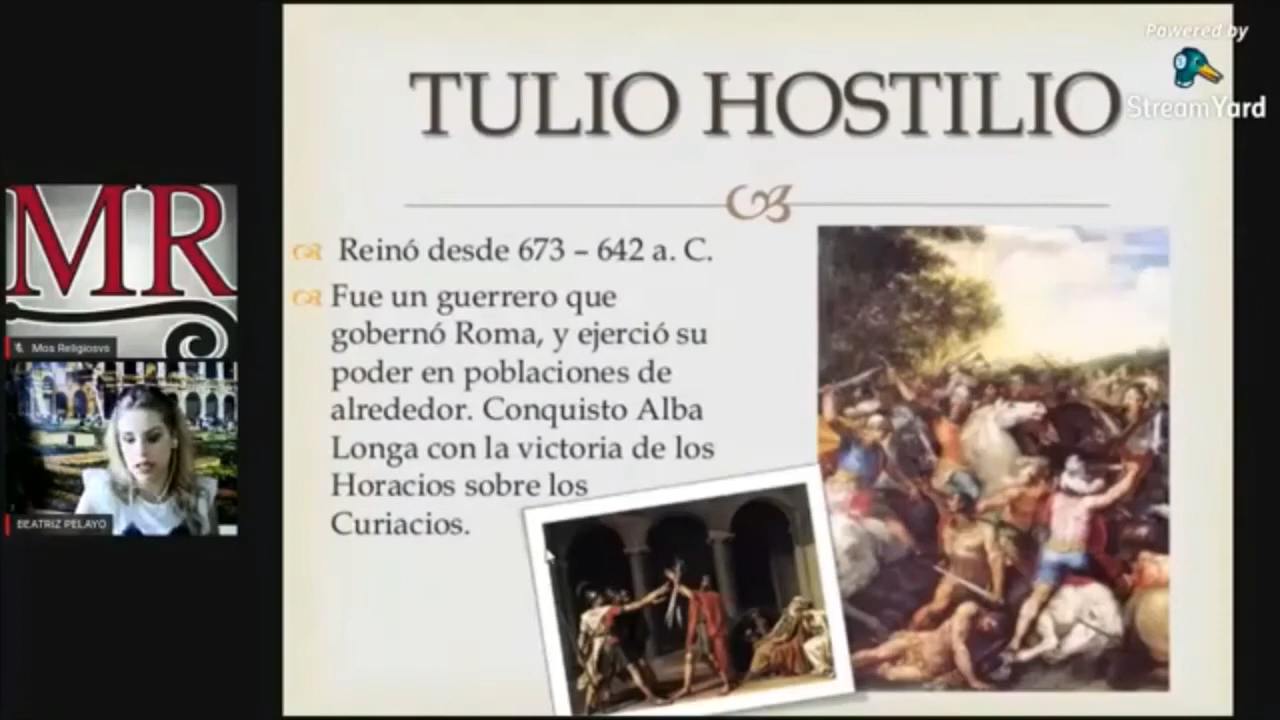 TULIO HOSTILIO
Reinó desde 673 – 642 a. C.
Fue un guerrero que
gobernó Roma, y ejerció su
poder en poblaciones de
alrededor. Conquisto Alba
Longa con la victoria de los
Horacios sobre los
Curiacios.
Powered by
StreamYard
MR
Mos Religiosvs
BEATRIZ PELAYO